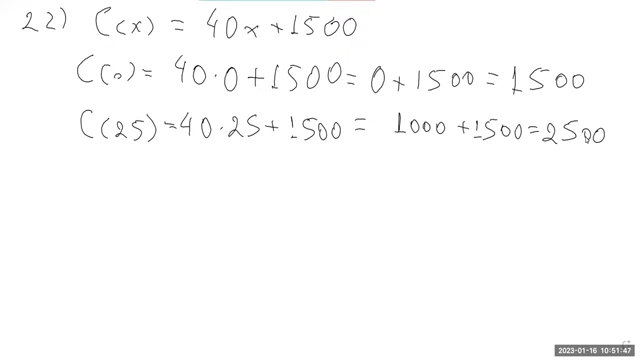 22) C(x) = 40x+1500
C(0) = 40·0+1500=0+1500=1500
C(25)=40·25+1500= 1000+1500=2500
2023-01-16 10:51:47